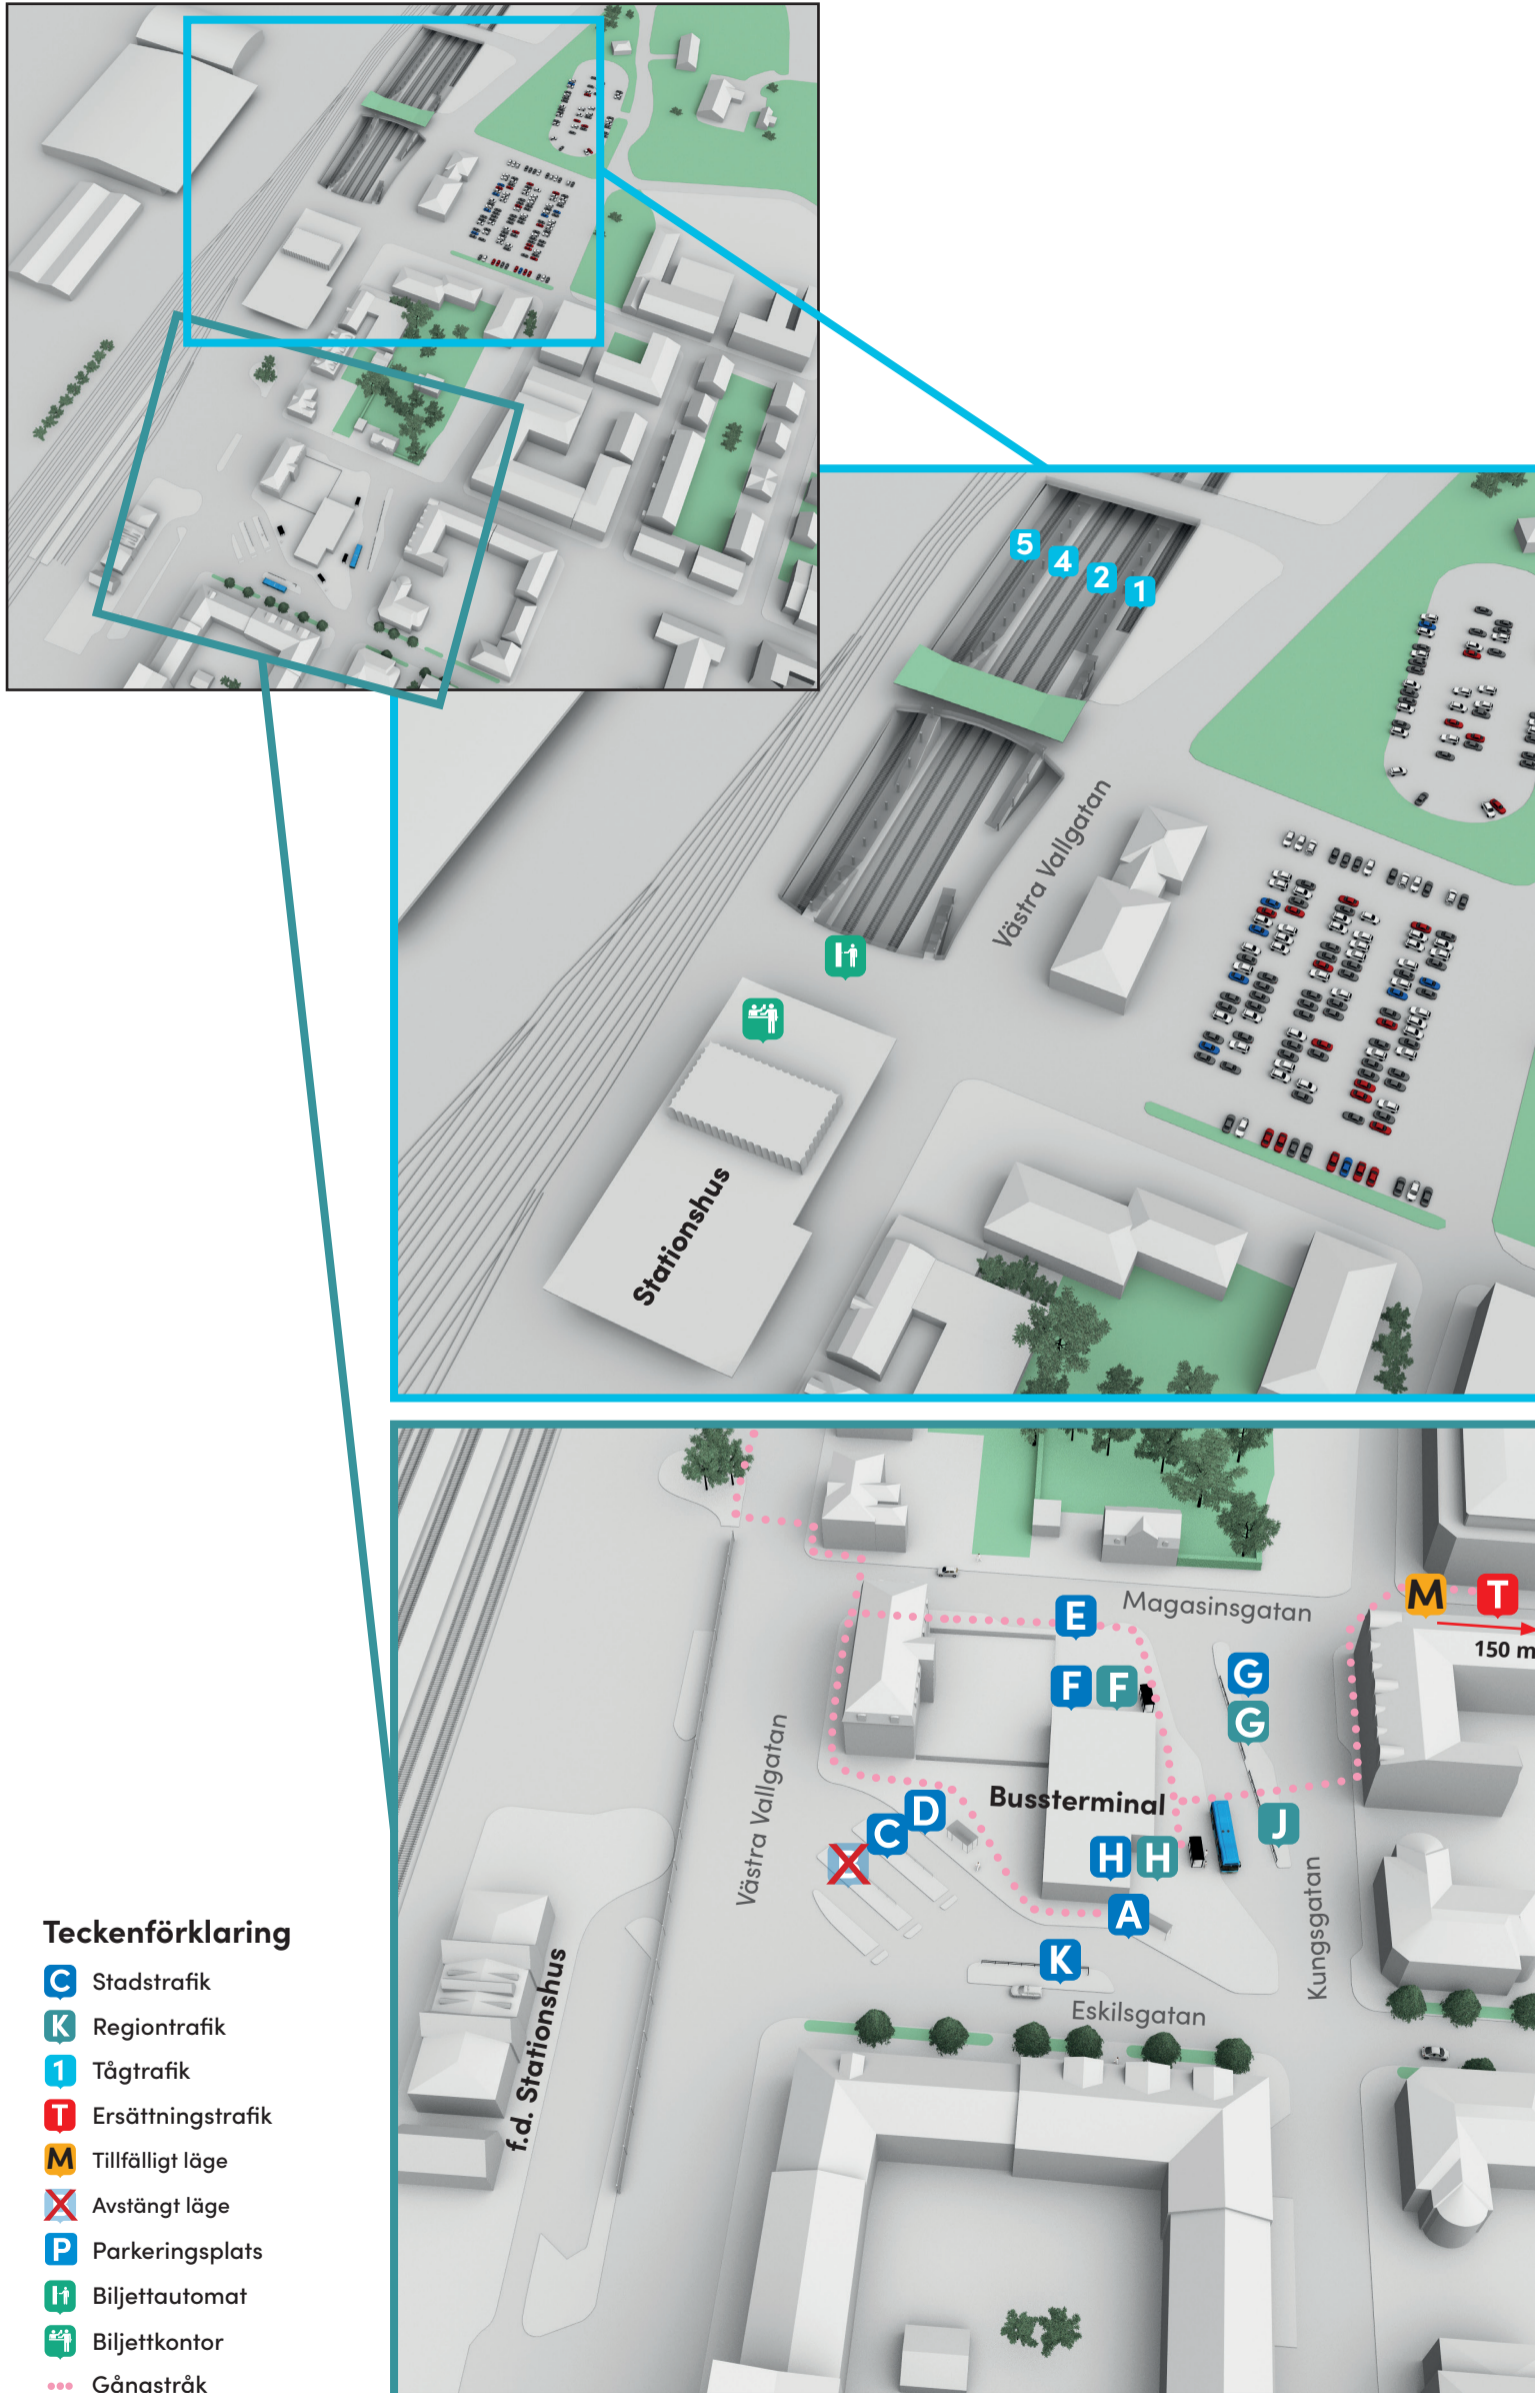 5
4
2
1
Västra Vallgatan
Stationshus
M
T
E
Magasinsgatan
150 m
G
F
F
G
Västra Vallgatan
Bussterminal
D
C
J
H
H
A
K
Kungsgatan
Eskilsgatan
f.d. Stationshus
Teckenförklaring
C Stadstrafik
K Regiontrafik
1 Tågtrafik
T Ersättningstrafik
M Tillfälligt läge
Avstängt läge
P Parkeringsplats
Biljettautomat
Biljettkontor
Gångstråk